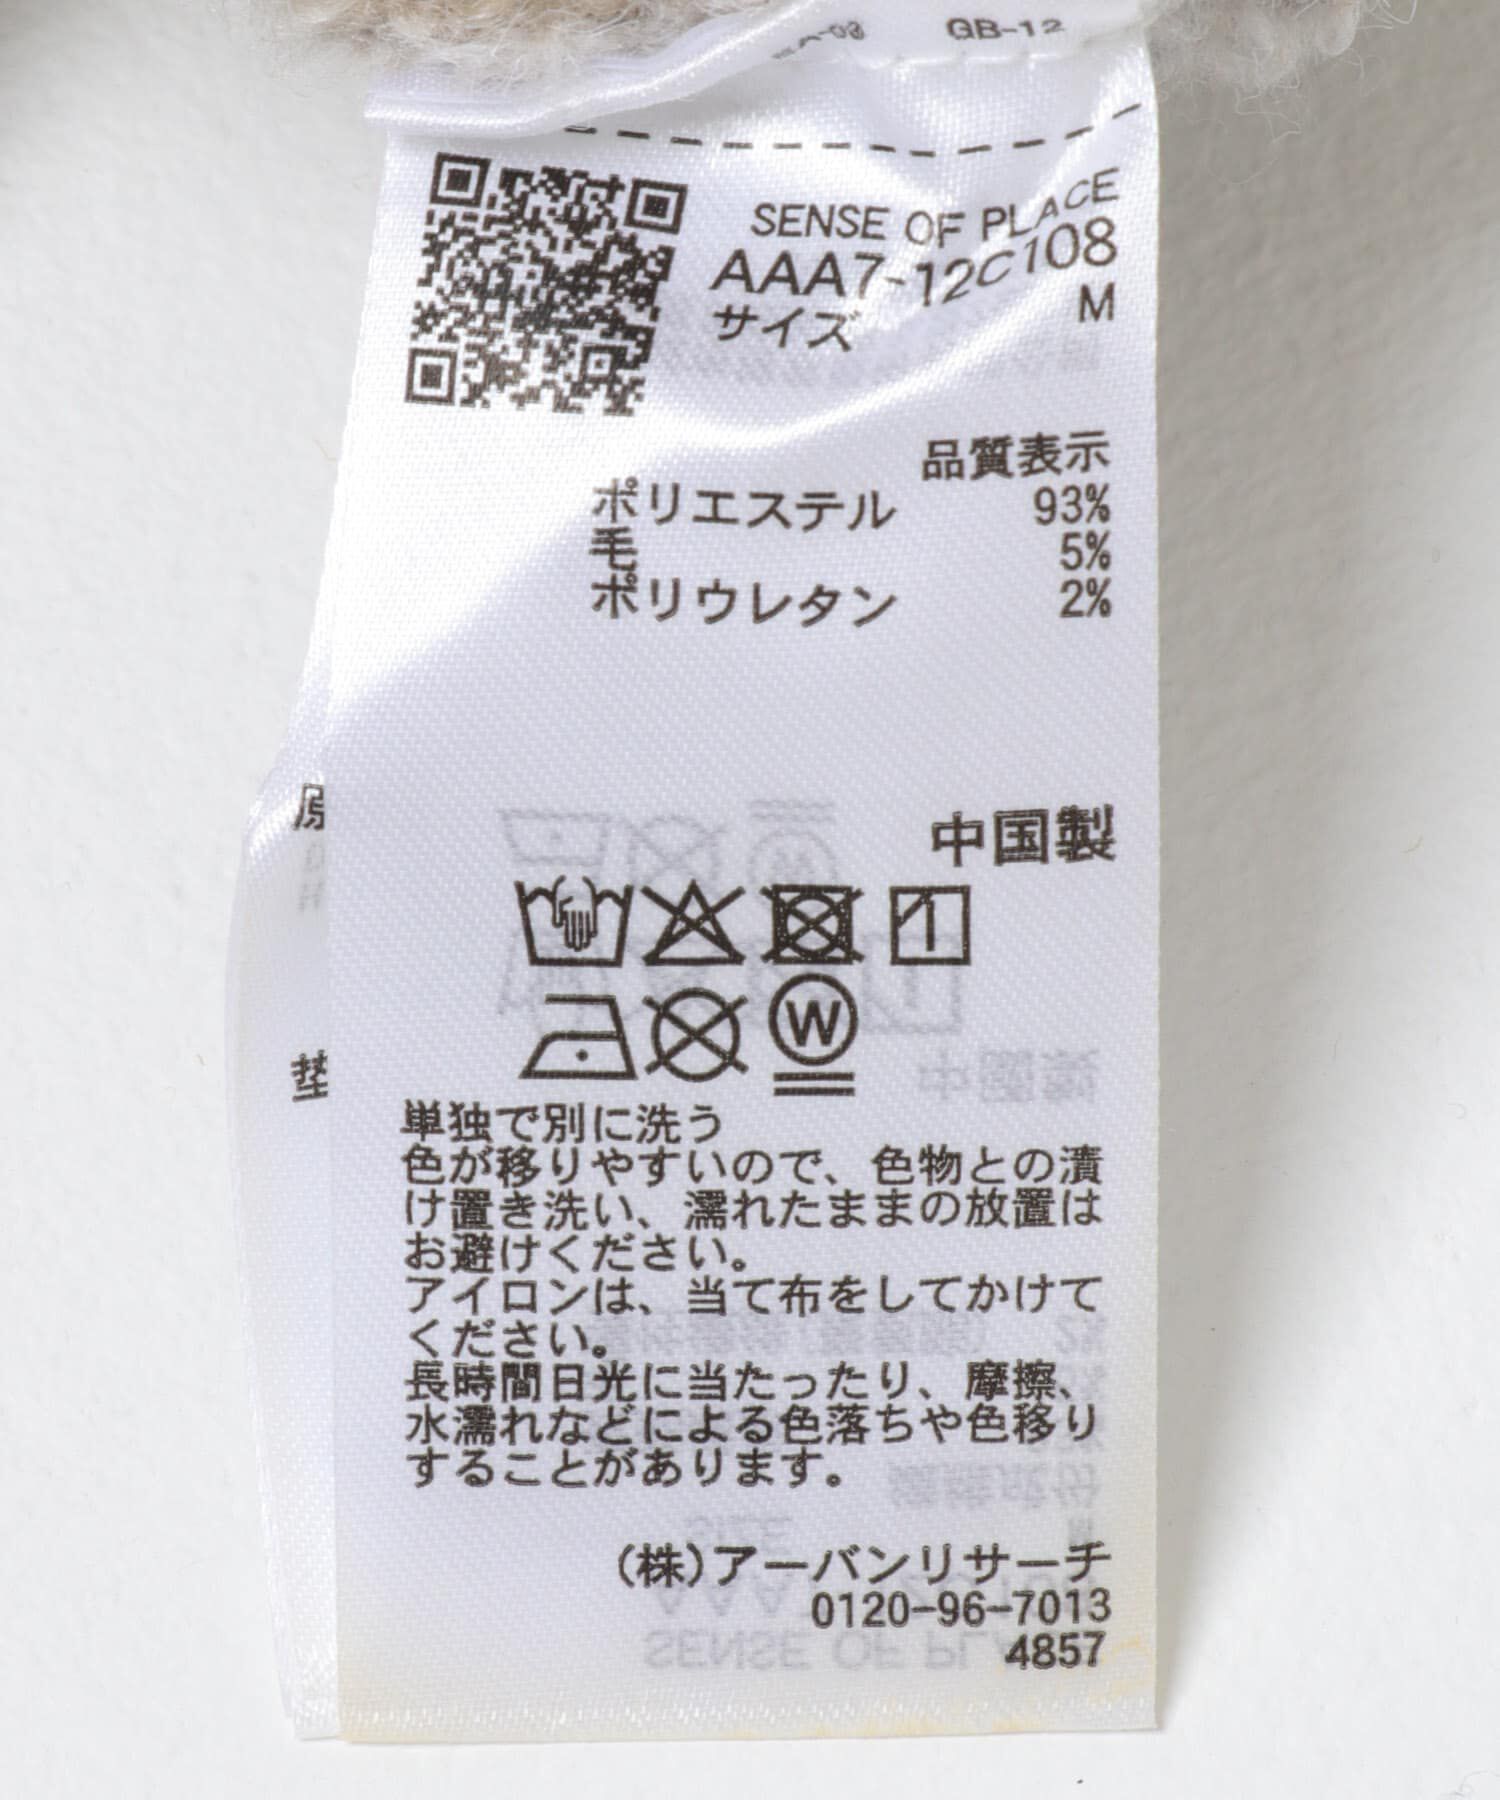 GB-12
SENSE OF PLACE
AAA7-12C108
サイズ M
品質表示
ポリエステル 93%
毛 5%
ポリウレタン 2%
中国製
W
単独で別に洗う
色が移りやすいので、色物との漬
け置き洗い、濡れたままの放置は
お避けください。
アイロンは、当て布をしてかけて
ください。
長時間日光に当たったり、摩擦、
水濡れなどによる色落ちや色移り
することがあります。
(株)アーバンリサーチ
0120-96-7013
4857